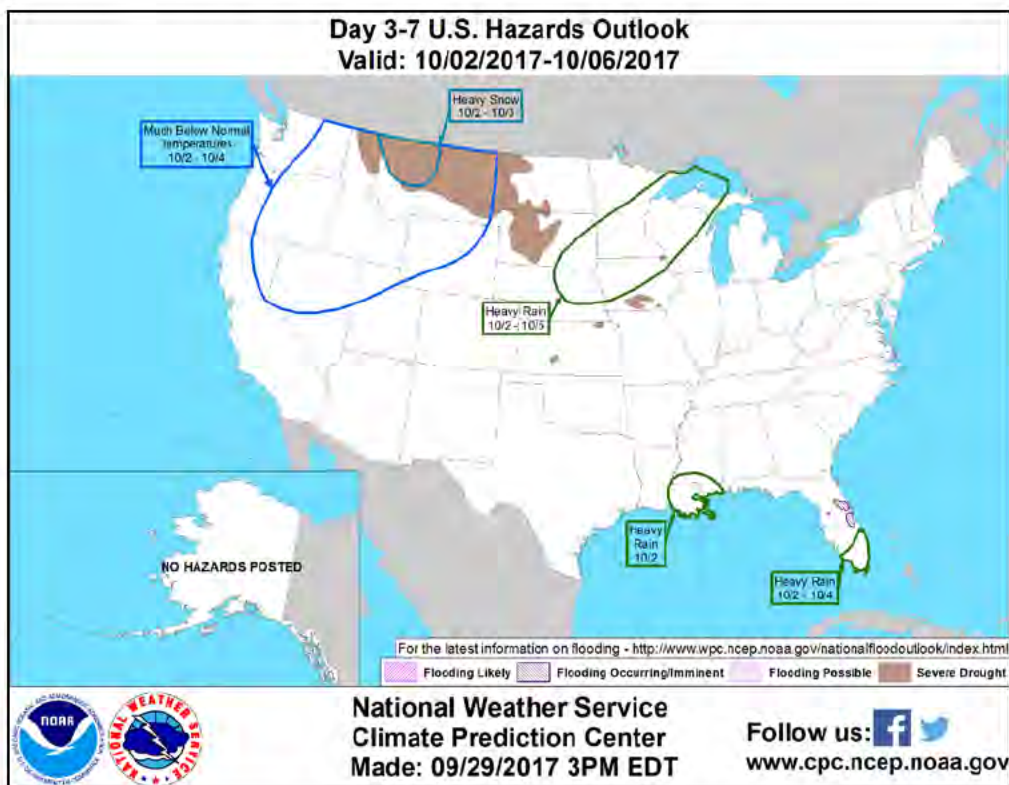 Day 3-7 U.S. Hazards Outlook
Valid: 10/02/2017-10/06/2017
Heavy Snow
10/2 - 10/3
Much Below Normal
Temperatures
10/2 - 10/4
Heavy Rain
10/2 - 10/5
Heavy
Rain
10/2
Heavy Rain
10/2 - 10/4
NO HAZARDS POSTED
For the latest information on flooding - http://www.wpc.ncep.noaa.gov/nationalfloodoutlook/index.html
Flooding Likely
Flooding Occurring/Imminent
Flooding Possible
Severe Drought
NOAA
NATIONAL WEATHER SERVICE
National Weather Service
Climate Prediction Center
Made: 09/29/2017 3PM EDT
Follow us:
www.cpc.ncep.noaa.gov